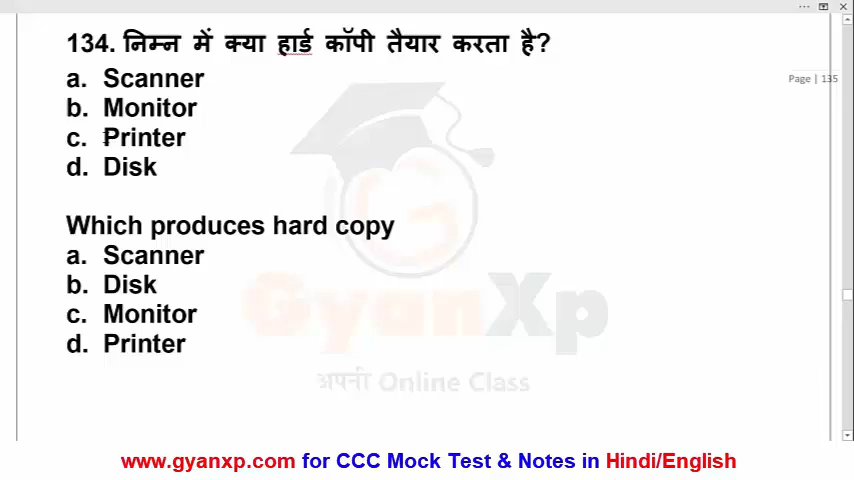 134. निम्न में क्या हार्ड कॉपी तैयार करता है?
a. Scanner
Page | 135
b. Monitor
c. Printer
d. Disk
Which produces hard copy
a. Scanner
b. Disk
c. Monitor
d. Printer
GyanXp
अपनी Online Class
www.gyanxp.com for CCC Mock Test & Notes in Hindi/English